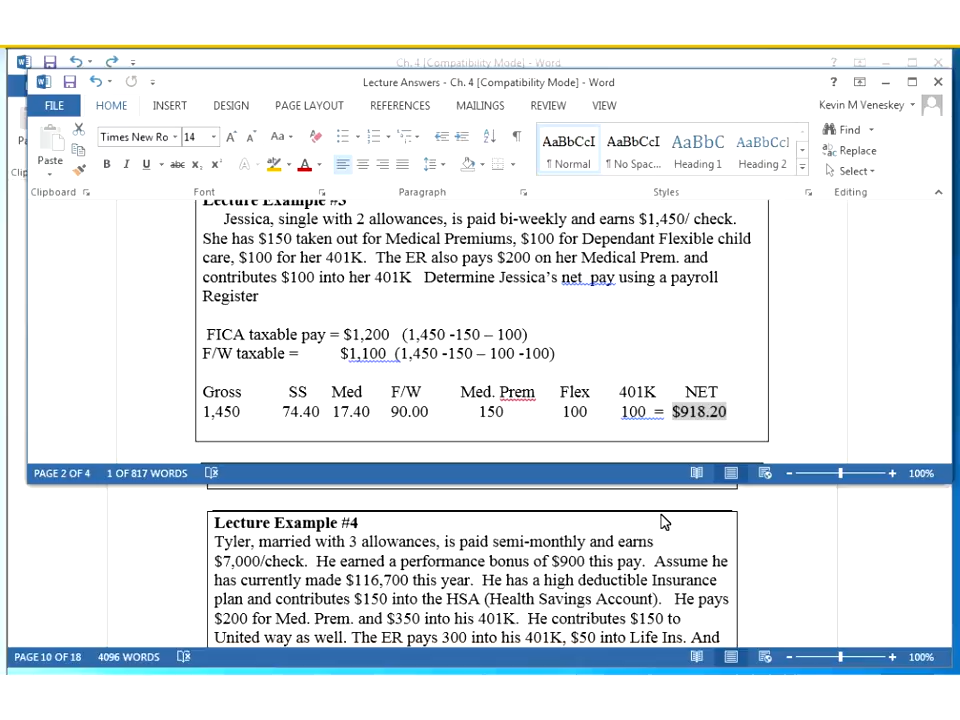 Ch. 4 [Compatibility Mode] - Word
Lecture Answers - Ch. 4 [Compatibility Mode] - Word
FILE HOME INSERT DESIGN PAGE LAYOUT REFERENCES MAILINGS REVIEW VIEW Kevin M Veneskey
Times New Ro 14 Aa AaBbCcI AaBbCcI AaBbC AaBbCcl Find
Paste Replace
B I U abc x₂ x² A A ¶ Normal ¶ No Spac... Heading 1 Heading 2 Select
Clipboard Font Paragraph Styles Editing
Lecture Example #3
Jessica, single with 2 allowances, is paid bi-weekly and earns $1,450/ check.
She has $150 taken out for Medical Premiums, $100 for Dependant Flexible child
care, $100 for her 401K. The ER also pays $200 on her Medical Prem. and
contributes $100 into her 401K Determine Jessica's net pay using a payroll
Register
FICA taxable pay = $1,200 (1,450 -150 – 100)
F/W taxable = $1,100 (1,450 -150 – 100 -100)
Gross SS Med F/W Med. Prem Flex 401K NET
1,450 74.40 17.40 90.00 150 100 100 = $918.20
PAGE 2 OF 4 1 OF 817 WORDS 100%
Lecture Example #4
Tyler, married with 3 allowances, is paid semi-monthly and earns
$7,000/check. He earned a performance bonus of $900 this pay. Assume he
has currently made $116,700 this year. He has a high deductible Insurance
plan and contributes $150 into the HSA (Health Savings Account). He pays
$200 for Med. Prem. and $350 into his 401K. He contributes $150 to
United way as well. The ER pays 300 into his 401K, $50 into Life Ins. And
PAGE 10 OF 18 4096 WORDS 100%